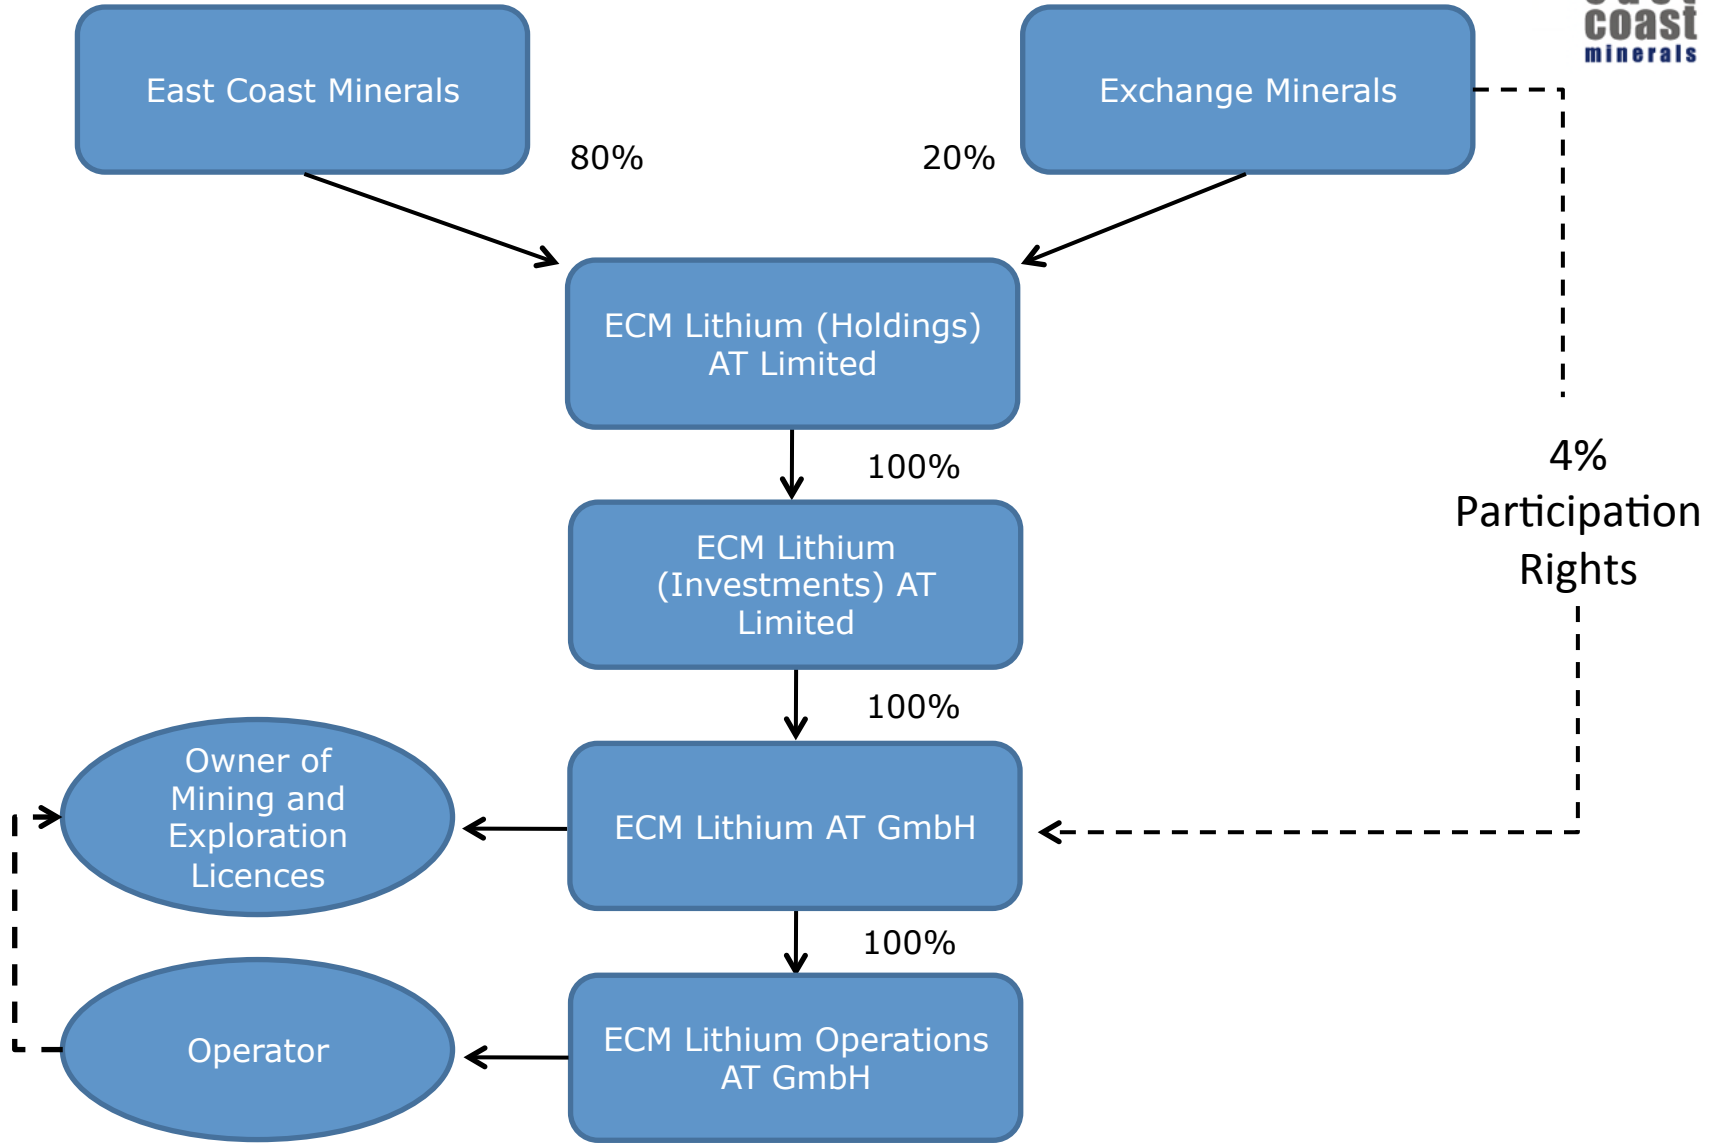 coast
minerals
East Coast Minerals
Exchange Minerals
80%
20%
ECM Lithium (Holdings)
AT Limited
100%
4%
Participation
Rights
ECM Lithium
(Investments) AT
Limited
100%
Owner of
Mining and
Exploration
Licences
ECM Lithium AT GmbH
100%
Operator
ECM Lithium Operations
AT GmbH